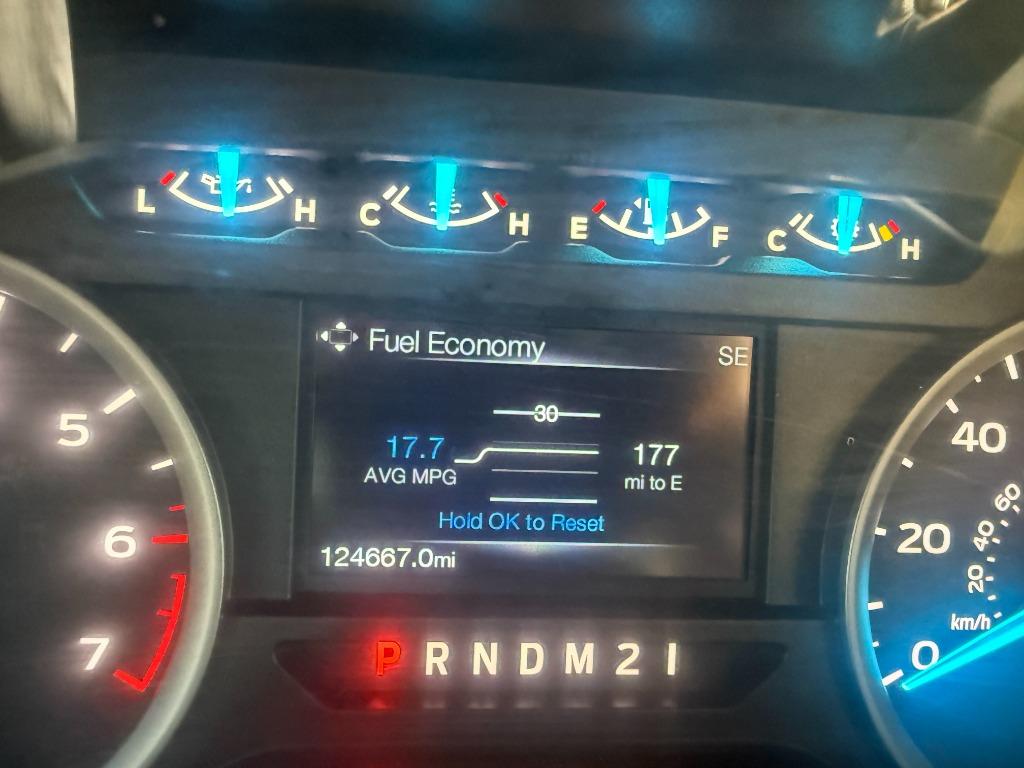 L H C H E F C H
Fuel Economy SE
30
17.7 177
AVG MPG mi to E
Hold OK to Reset
124667.0mi
P R N D M 2 1
5
6
7
40
20
0
60
40
20
km/h